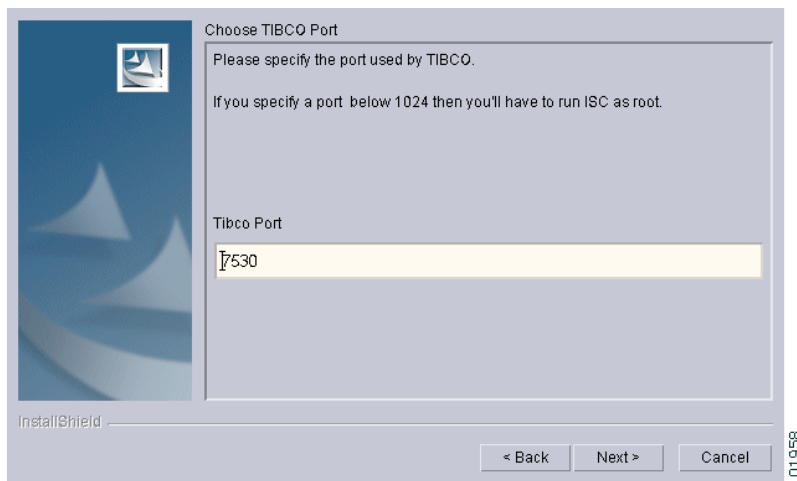 Choose TIBCO Port
Please specify the port used by TIBCO.
If you specify a port below 1024 then you'll have to run ISC as root.
Tibco Port
7530
InstallShield
< Back
Next >
Cancel